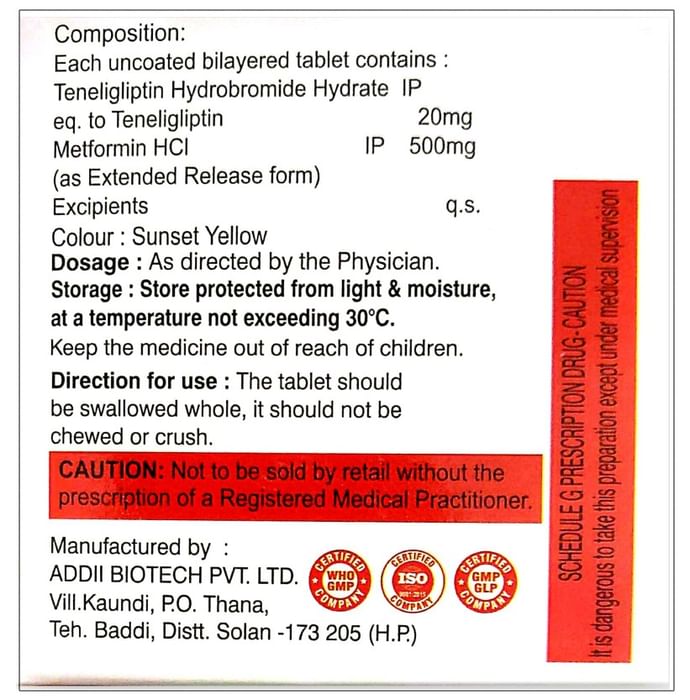 Composition:
Each uncoated bilayered tablet contains :
Teneligliptin Hydrobromide Hydrate IP
eq. to Teneligliptin 20mg
Metformin HCl IP 500mg
(as Extended Release form)
Excipients q.s.
Colour : Sunset Yellow
Dosage : As directed by the Physician.
Storage : Store protected from light & moisture,
at a temperature not exceeding 30°C.
Keep the medicine out of reach of children.
Direction for use : The tablet should
be swallowed whole, it should not be
chewed or crush.
CAUTION: Not to be sold by retail without the
prescription of a Registered Medical Practitioner.
Manufactured by :
ADDII BIOTECH PVT. LTD.
Vill.Kaundi, P.O. Thana,
Teh. Baddi, Distt. Solan -173 205 (H.P.)
CERTIFIED
WHO
GMP
COMPANY
CERTIFIED
ISO
9001:2015
COMPANY
CERTIFIED
GMP
GLP
COMPANY
SCHEDULE G PRESCRIPTION DRUG-CAUTION
It is dangerous to take this preparation except under medical supervision